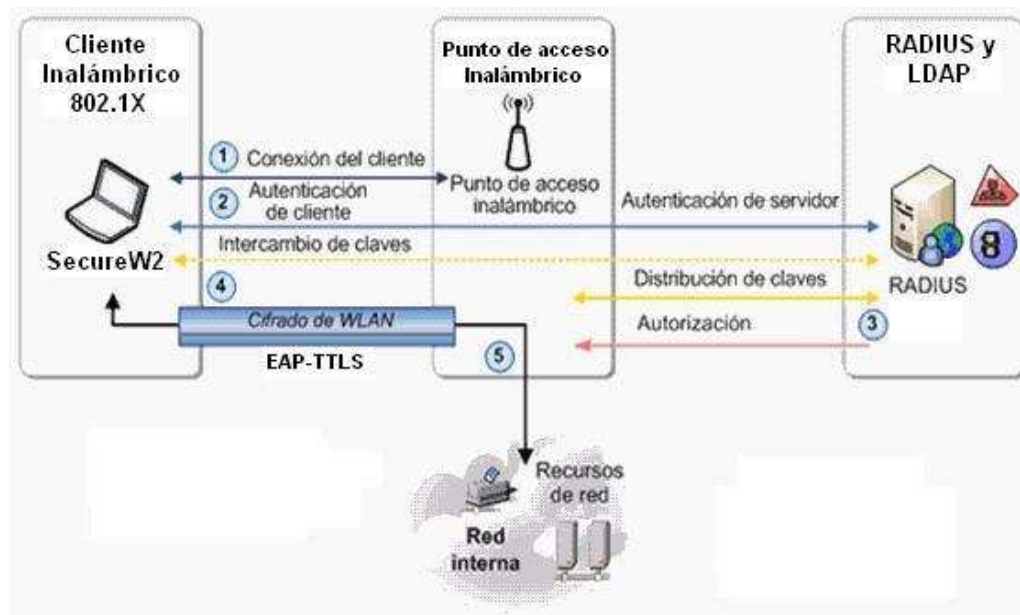 Cliente
Inalámbrico
802.1X
Punto de acceso
Inalámbrico
RADIUS y
LDAP
1
Conexión del cliente
Punto de acceso
inalámbrico
2
Autenticación
de cliente
Autenticación de servidor
Intercambio de claves
SecureW2
RADIUS
Distribución de claves
4
Cifrado de WLAN
Autorización
3
EAP-TTLS
5
Recursos
de red
Red
interna